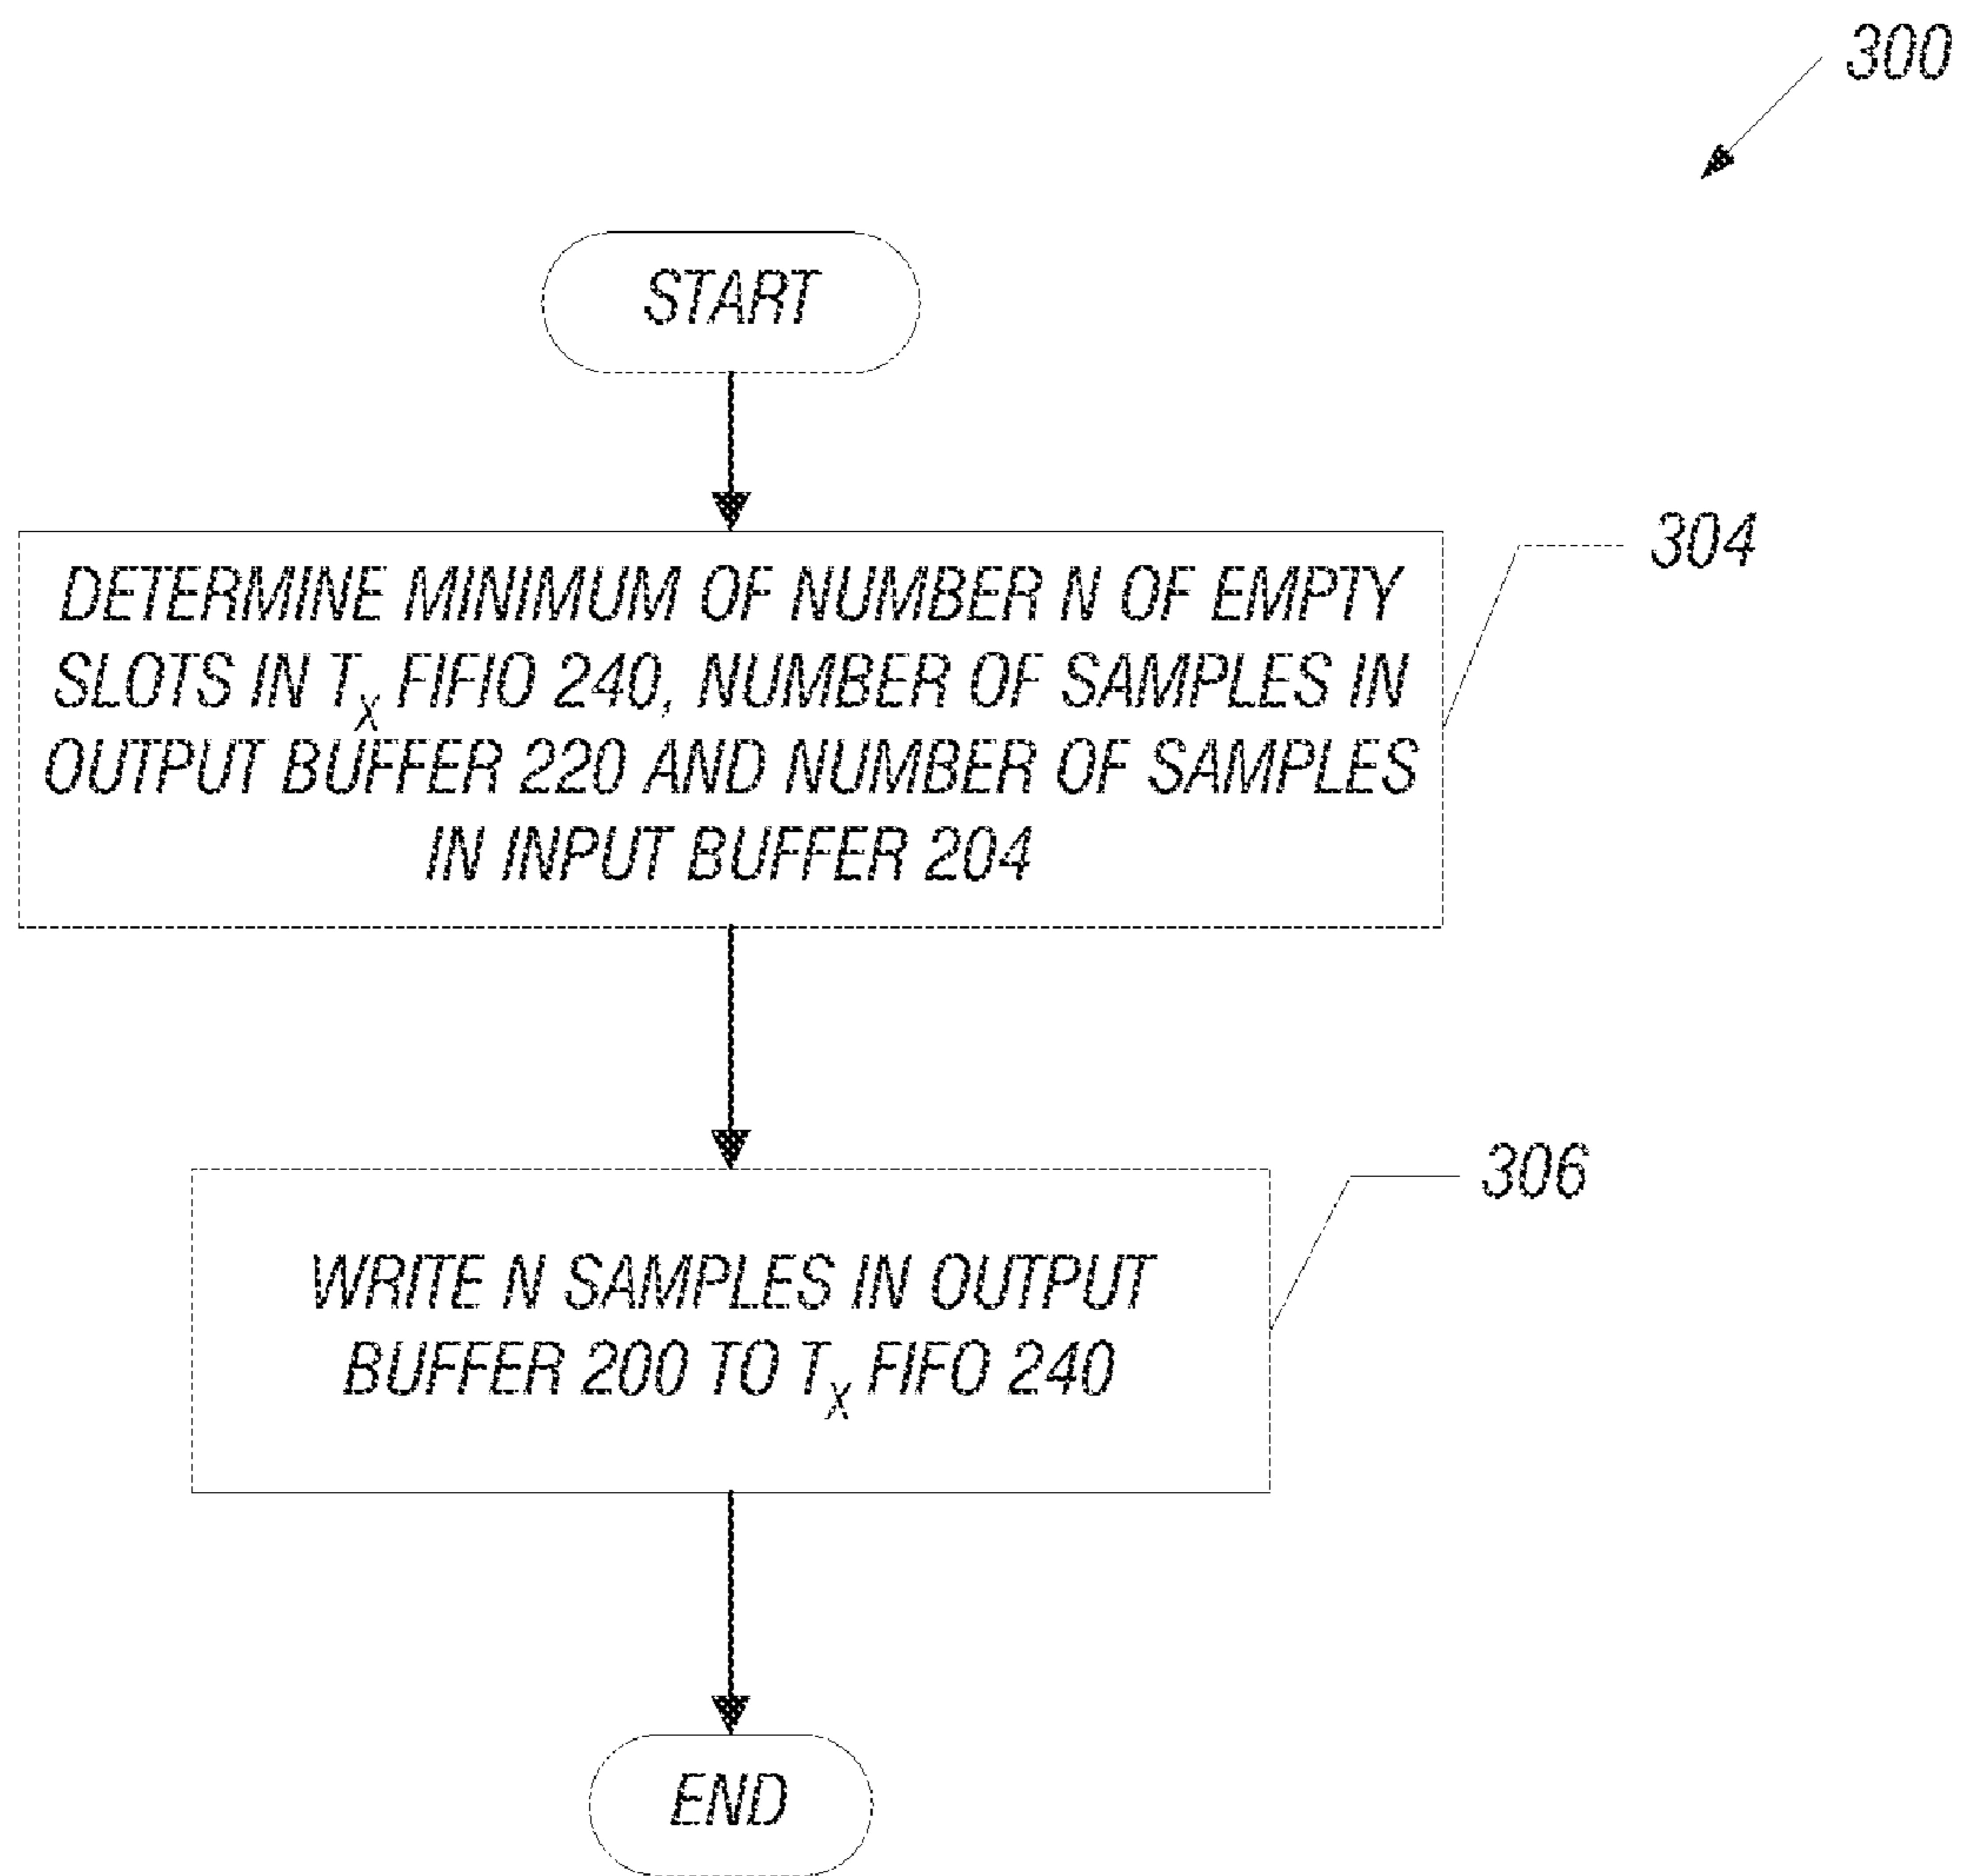 300
START
304
DETERMINE MINIMUM OF NUMBER N OF EMPTY
SLOTS IN TX FIFIO 240, NUMBER OF SAMPLES IN
OUTPUT BUFFER 220 AND NUMBER OF SAMPLES
IN INPUT BUFFER 204
306
WRITE N SAMPLES IN OUTPUT
BUFFER 200 TO TX FIFO 240
END